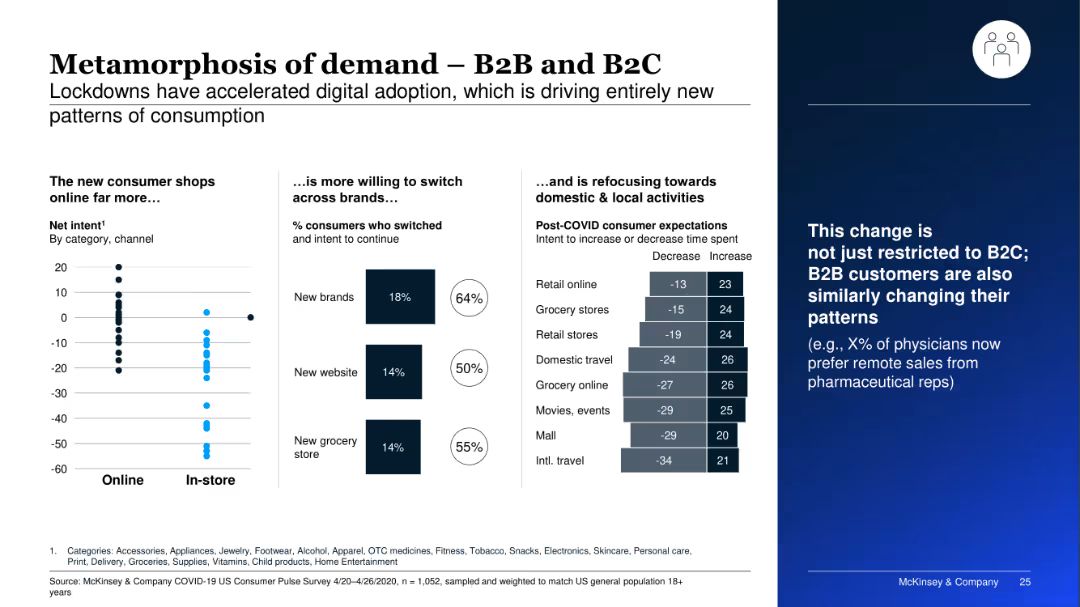 Metamorphosis of demand – B2B and B2C
Lockdowns have accelerated digital adoption, which is driving entirely new
patterns of consumption
The new consumer shops
online far more…
Net intent¹
By category, channel
20
10
0
-10
-20
-30
-40
-50
-60
Online
In-store
…is more willing to switch
across brands…
% consumers who switched
and intent to continue
New brands
18%
64%
New website
14%
50%
New grocery
store
14%
55%
…and is refocusing towards
domestic & local activities
Post-COVID consumer expectations
Intent to increase or decrease time spent
Decrease Increase
Retail online -13 23
Grocery stores -15 24
Retail stores -19 24
Domestic travel -24 26
Grocery online -27 26
Movies, events -29 25
Mall -29 20
Intl. travel -34 21
1. Categories: Accessories, Appliances, Jewelry, Footwear, Alcohol, Apparel, OTC medicines, Fitness, Tobacco, Snacks, Electronics, Skincare, Personal care,
Print, Delivery, Groceries, Supplies, Vitamins, Child products, Home Entertainment
Source: McKinsey & Company COVID-19 US Consumer Pulse Survey 4/20–4/26/2020, n = 1,052, sampled and weighted to match US general population 18+
years
This change is
not just restricted to B2C;
B2B customers are also
similarly changing their
patterns
(e.g., X% of physicians now
prefer remote sales from
pharmaceutical reps)
McKinsey & Company 25